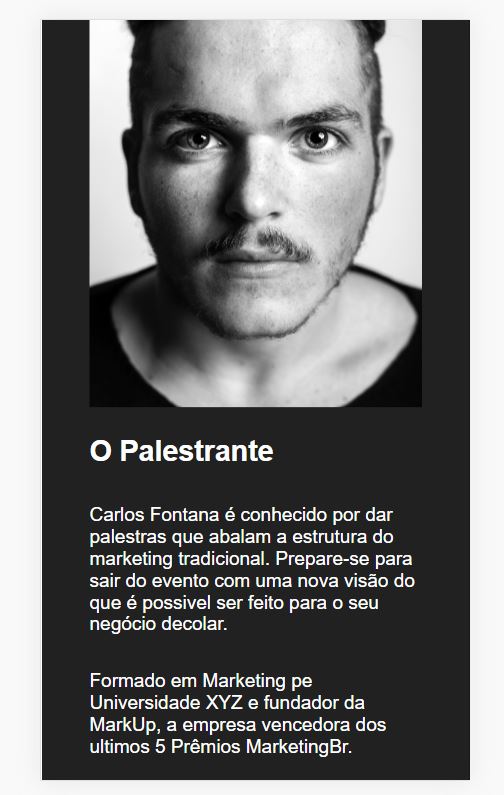 O Palestrante
Carlos Fontana é conhecido por dar
palestras que abalam a estrutura do
marketing tradicional. Prepare-se para
sair do evento com uma nova visão do
que é possivel ser feito para o seu
negócio decolar.
Formado em Marketing pe
Universidade XYZ e fundador da
MarkUp, a empresa vencedora dos
ultimos 5 Prêmios MarketingBr.